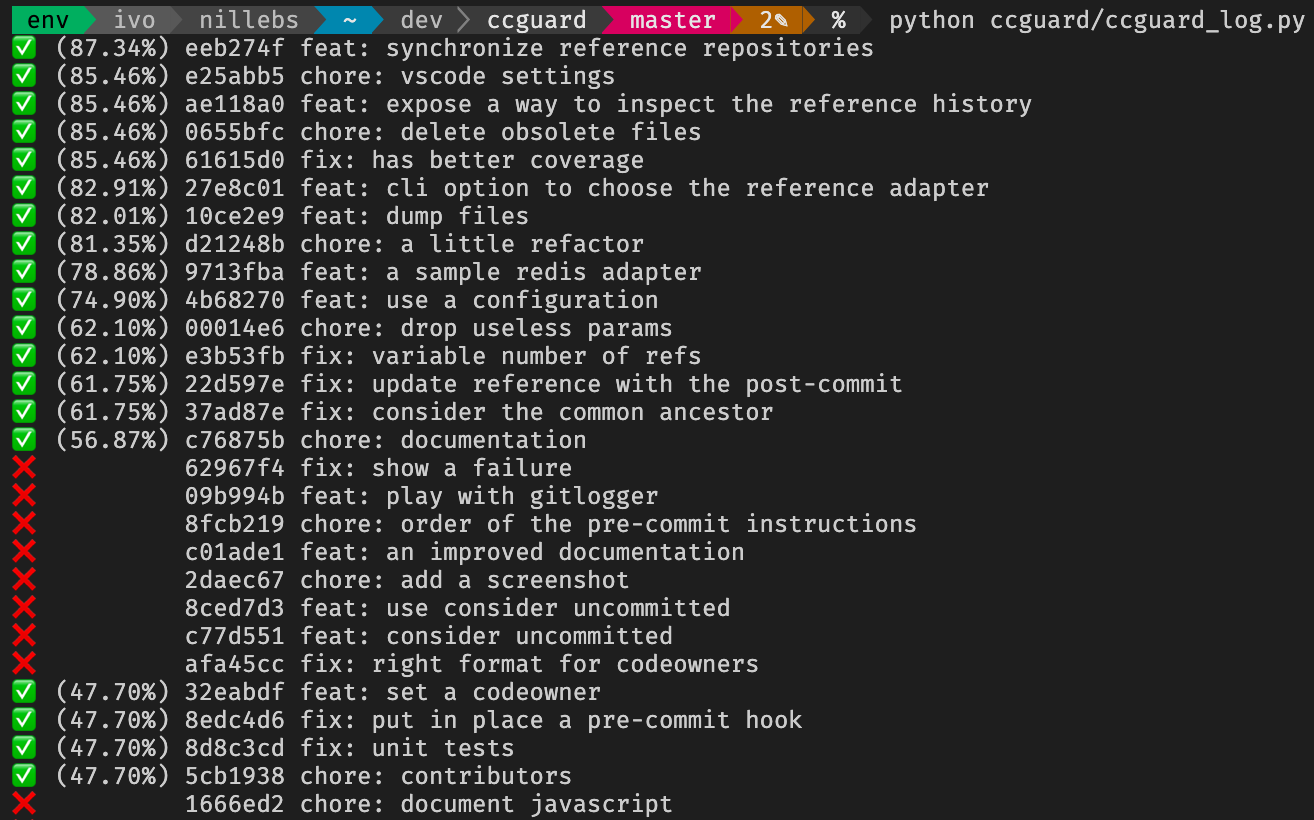 env ivo nillebs ~ dev ccguard master 2✎ % python ccguard/ccguard_log.py
✅ (87.34%) eeb274f feat: synchronize reference repositories
✅ (85.46%) e25abb5 chore: vscode settings
✅ (85.46%) ae118a0 feat: expose a way to inspect the reference history
✅ (85.46%) 0655bfc chore: delete obsolete files
✅ (85.46%) 61615d0 fix: has better coverage
✅ (82.91%) 27e8c01 feat: cli option to choose the reference adapter
✅ (82.01%) 10ce2e9 feat: dump files
✅ (81.35%) d21248b chore: a little refactor
✅ (78.86%) 9713fba feat: a sample redis adapter
✅ (74.90%) 4b68270 feat: use a configuration
✅ (62.10%) 00014e6 chore: drop useless params
✅ (62.10%) e3b53fb fix: variable number of refs
✅ (61.75%) 22d597e fix: update reference with the post-commit
✅ (61.75%) 37ad87e fix: consider the common ancestor
✅ (56.87%) c76875b chore: documentation
❌ 62967f4 fix: show a failure
❌ 09b994b feat: play with gitlogger
❌ 8fcb219 chore: order of the pre-commit instructions
❌ c01ade1 feat: an improved documentation
❌ 2daec67 chore: add a screenshot
❌ 8ced7d3 feat: use consider uncommitted
❌ c77d551 feat: consider uncommitted
❌ afa45cc fix: right format for codeowners
✅ (47.70%) 32eabdf feat: set a codeowner
✅ (47.70%) 8edc4d6 fix: put in place a pre-commit hook
✅ (47.70%) 8d8c3cd fix: unit tests
✅ (47.70%) 5cb1938 chore: contributors
❌ 1666ed2 chore: document javascript